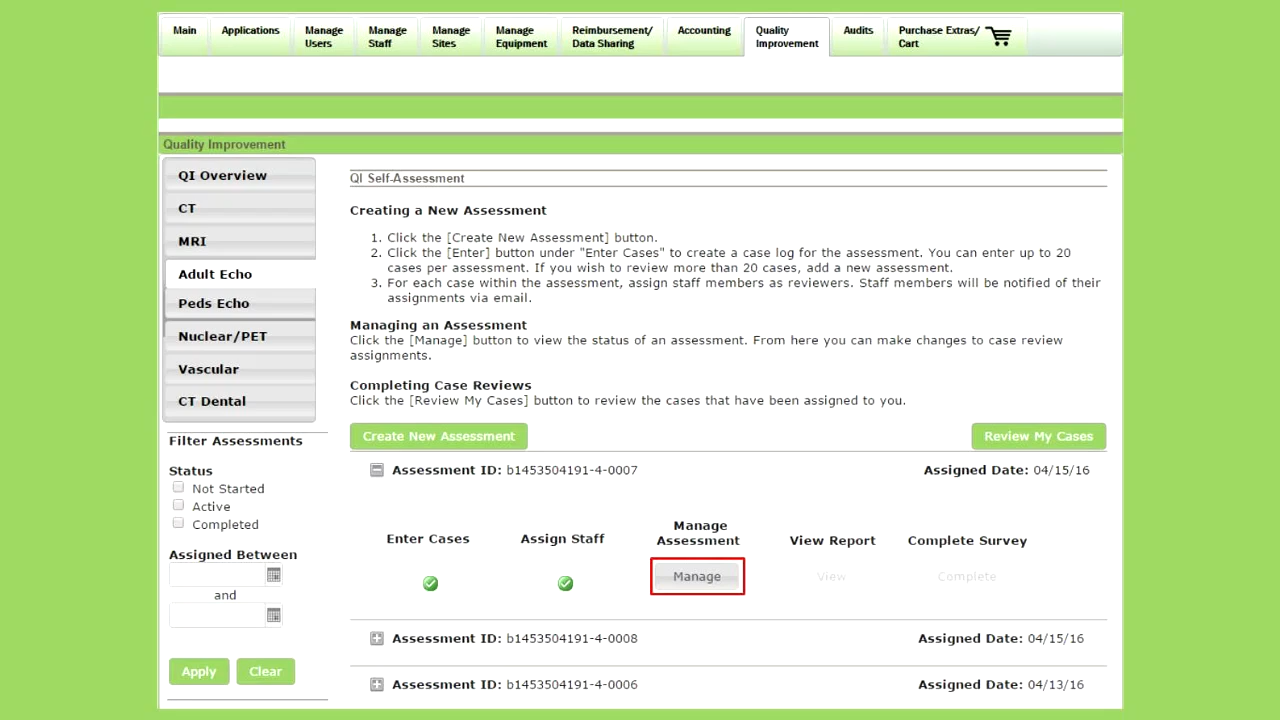 Main
Applications
Manage
Users
Manage
Staff
Manage
Sites
Manage
Equipment
Reimbursement/
Data Sharing
Accounting
Quality
Improvement
Audits
Purchase Extras/
Cart
Quality Improvement
QI Overview
CT
MRI
Adult Echo
Peds Echo
Nuclear/PET
Vascular
CT Dental
Filter Assessments
Status
Not Started
Active
Completed
Assigned Between
and
Apply Clear
QI Self-Assessment
Creating a New Assessment
1. Click the [Create New Assessment] button.
2. Click the [Enter] button under "Enter Cases" to create a case log for the assessment. You can enter up to 20
cases per assessment. If you wish to review more than 20 cases, add a new assessment.
3. For each case within the assessment, assign staff members as reviewers. Staff members will be notified of their
assignments via email.
Managing an Assessment
Click the [Manage] button to view the status of an assessment. From here you can make changes to case review
assignments.
Completing Case Reviews
Click the [Review My Cases] button to review the cases that have been assigned to you.
Create New Assessment Review My Cases
Assessment ID: b1453504191-4-0007 Assigned Date: 04/15/16
Enter Cases
Assign Staff
Manage
Assessment
View Report
Complete Survey
Manage View Complete
Assessment ID: b1453504191-4-0008 Assigned Date: 04/15/16
Assessment ID: b1453504191-4-0006 Assigned Date: 04/13/16